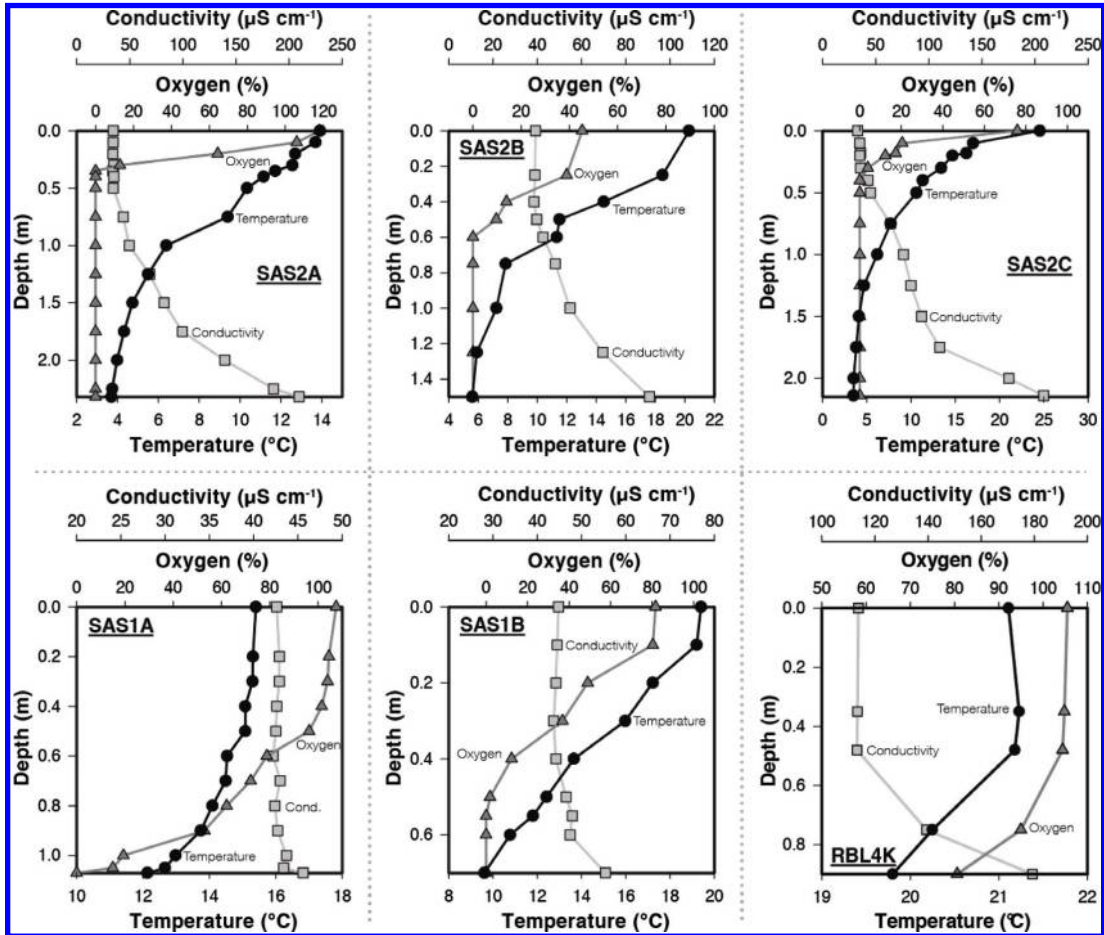 Conductivity (µS cm⁻¹) Conductivity (µS cm⁻¹) Conductivity (µS cm⁻¹)
0 50 100 150 200 250 0 20 40 60 80 100 120 0 50 100 150 200 250
Oxygen (%) Oxygen (%) Oxygen (%)
0 20 40 60 80 100 120 0 20 40 60 80 100 0 20 40 60 80 100
Depth (m)
0.0
0.5
1.0
1.5
2.0
Oxygen
Temperature
SAS2A
Conductivity
2 4 6 8 10 12 14
Temperature (°C)
Depth (m)
0.0
0.2
0.4
0.6
0.8
1.0
1.2
1.4
SAS2B
Oxygen
Temperature
Conductivity
4 6 8 10 12 14 16 18 20 22
Temperature (°C)
Depth (m)
0.0
0.5
1.0
1.5
2.0
Oxygen
Temperature
SAS2C
Conductivity
0 5 10 15 20 25 30
Temperature (°C)
Conductivity (µS cm⁻¹) Conductivity (µS cm⁻¹) Conductivity (µS cm⁻¹)
20 25 30 35 40 45 50 20 30 40 50 60 70 80 100 120 140 160 180 200
Oxygen (%) Oxygen (%) Oxygen (%)
0 20 40 60 80 100 0 20 40 60 80 100 50 60 70 80 90 100 110
Depth (m)
0.0
0.2
0.4
0.6
0.8
1.0
SAS1A
Oxygen
Cond.
Temperature
10 12 14 16 18
Temperature (°C)
Depth (m)
0.0
0.2
0.4
0.6
SAS1B
Conductivity
Temperature
Oxygen
8 10 12 14 16 18 20
Temperature (°C)
Depth (m)
0.0
0.2
0.4
0.6
0.8
Temperature
Conductivity
Oxygen
RBL4K
19 20 21 22
Temperature (°C)